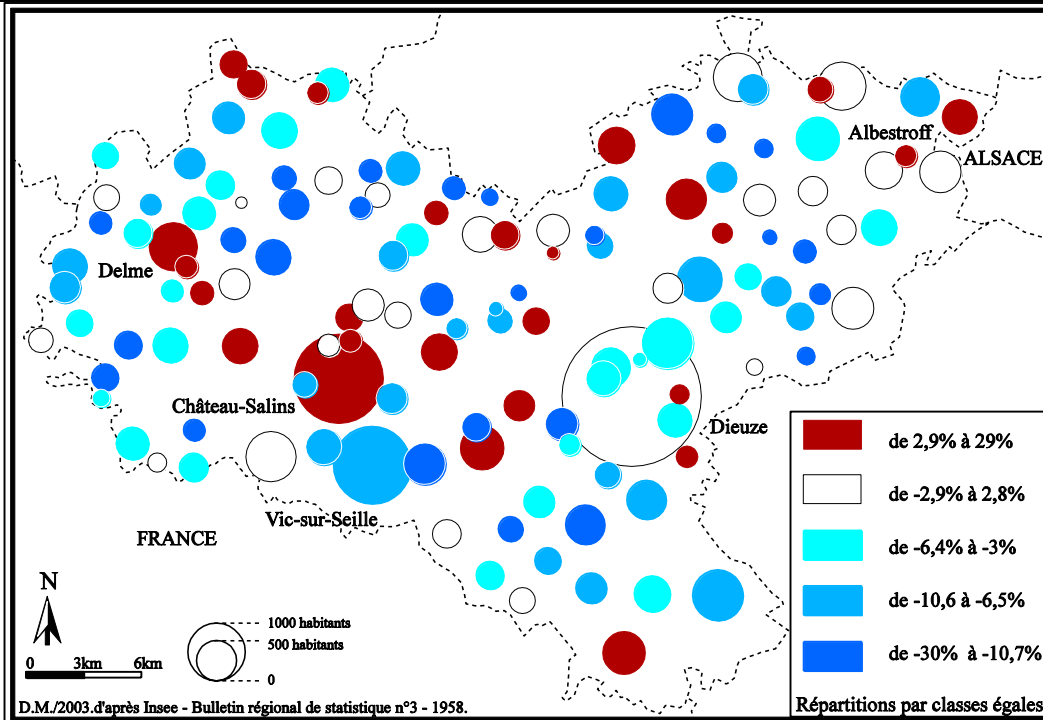 Albestroff
ALSACE
Delme
Château-Salins
Dieuze
Vic-sur-Seille
FRANCE
N
0 3km 6km
1000 habitants
500 habitants
0
de 2,9% à 29%
de -2,9% à 2,8%
de -6,4% à -3%
de -10,6 à -6,5%
de -30% à -10,7%
Répartitions par classes égales
D.M./2003.d'après Insee - Bulletin régional de statistique n°3 - 1958.